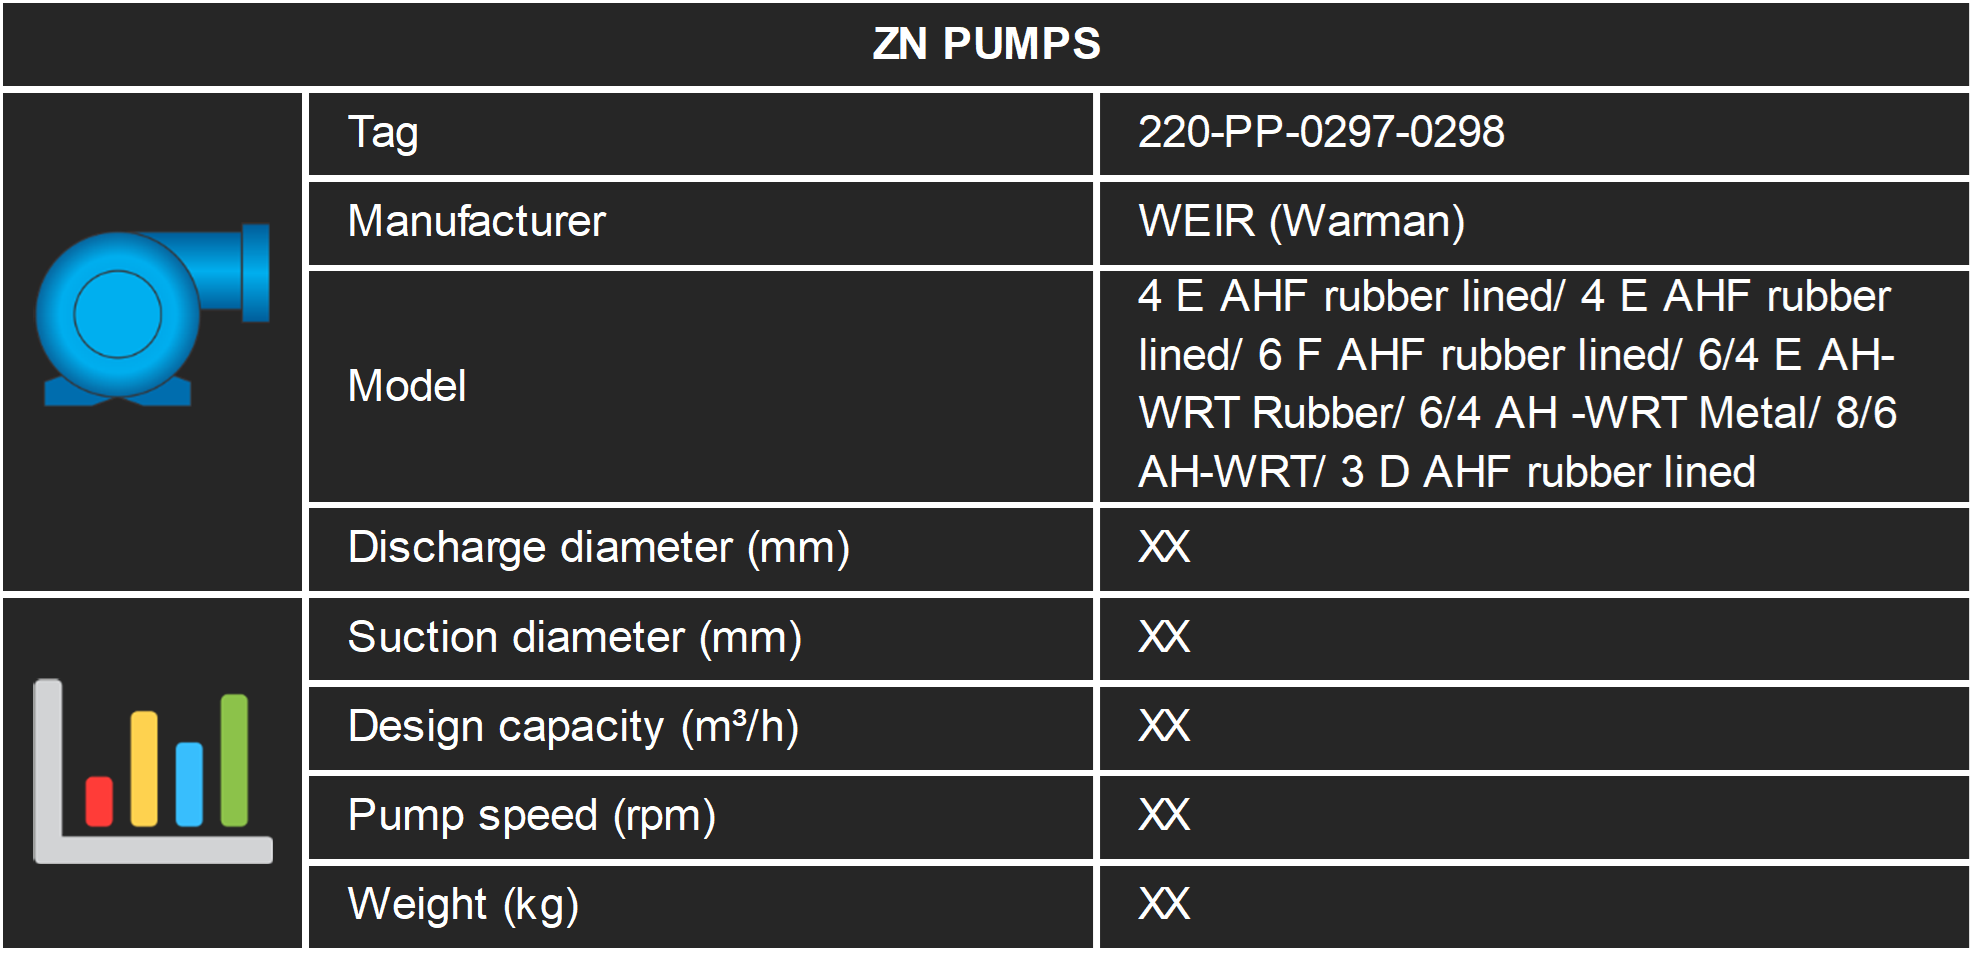 ZN PUMPS
Tag
220-PP-0297-0298
Manufacturer
WEIR (Warman)
Model
4 E AHF rubber lined/ 4 E AHF rubber
lined/ 6 F AHF rubber lined/ 6/4 E AH-
WRT Rubber/ 6/4 AH -WRT Metal/ 8/6
AH-WRT/ 3 D AHF rubber lined
Discharge diameter (mm)
XX
Suction diameter (mm)
XX
Design capacity (m³/h)
XX
Pump speed (rpm)
XX
Weight (kg)
XX